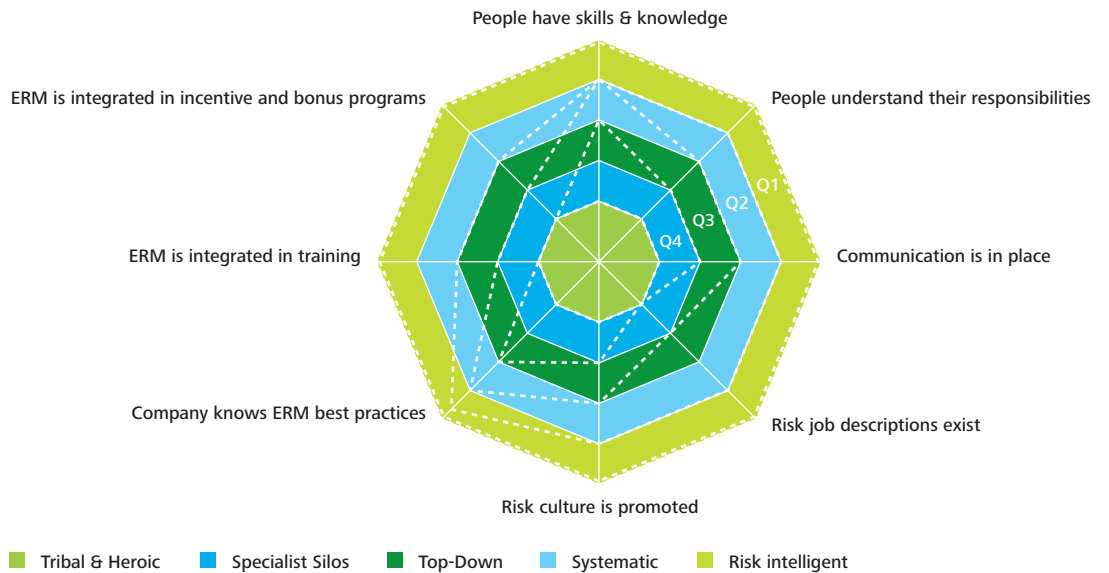 People have skills & knowledge
ERM is integrated in incentive and bonus programs
People understand their responsibilities
Q1
Q2
Q3
Q4
ERM is integrated in training
Communication is in place
Company knows ERM best practices
Risk job descriptions exist
Risk culture is promoted
Tribal & Heroic
Specialist Silos
Top-Down
Systematic
Risk intelligent